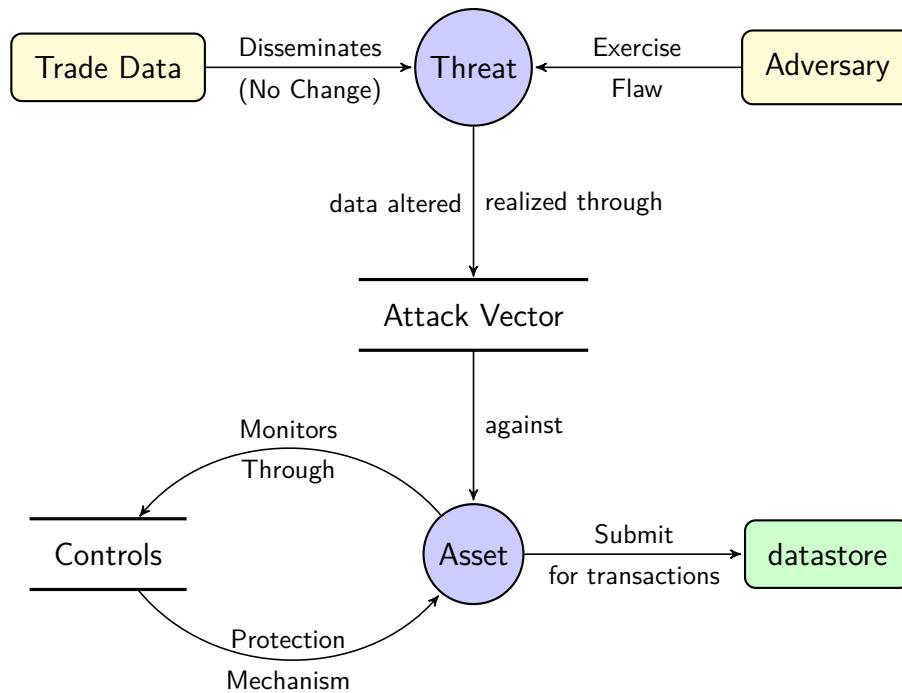 Trade Data
Disseminates
(No Change)
Threat
Exercise
Flaw
Adversary
data altered
realized through
Attack Vector
against
Monitors
Through
Controls
Asset
Submit
for transactions
datastore
Protection
Mechanism